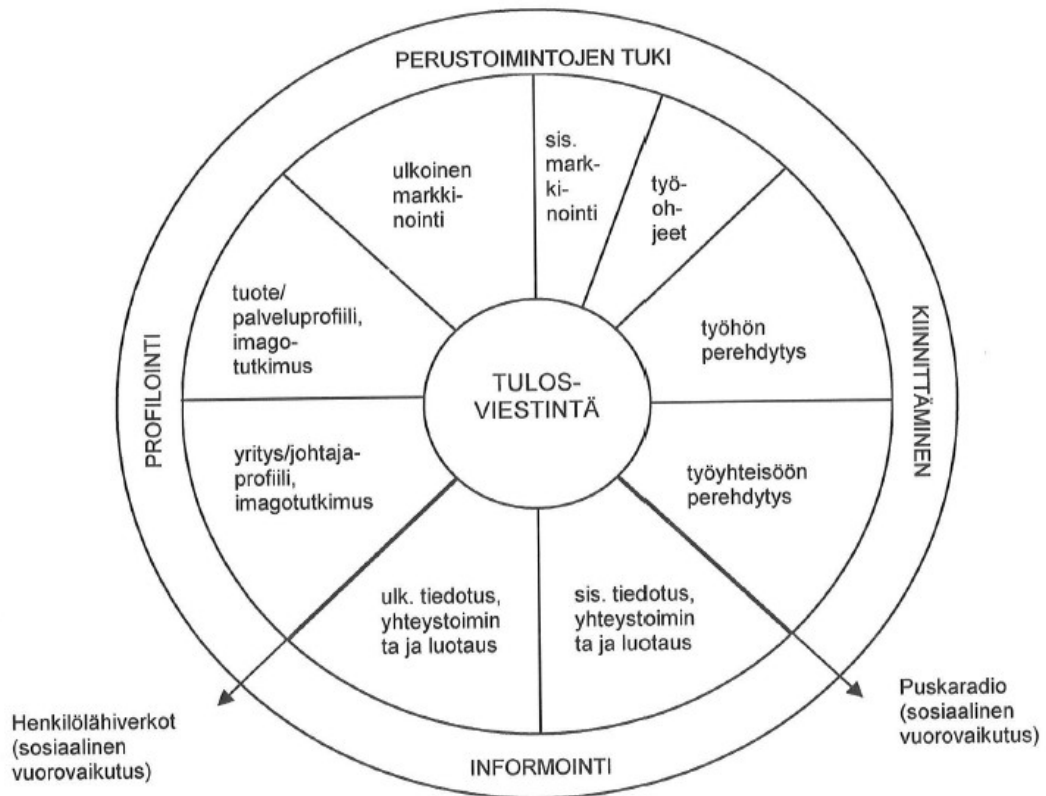 PERUSTOIMINTOJEN TUKI
ulkoinen
markki-
nointi
sis.
mark-
ki-
nointi
työ-
oh-
jeet
tuote/
palveluprofiili,
imago-
tutkimus
työhön
perehdytys
PROFILOINTI
KIINNITTÄMINEN
TULOS-
VIESTINTÄ
yritys/johtaja-
profiili,
imagotutkimus
työyhteisöön
perehdytys
ulk. tiedotus,
yhteystoimin
ta ja luotaus
sis. tiedotus,
yhteystoimin
ta ja luotaus
Henkilölähiverkot
(sosiaalinen
vuorovaikutus)
Puskaradio
(sosiaalinen
vuorovaikutus)
INFORMOINTI